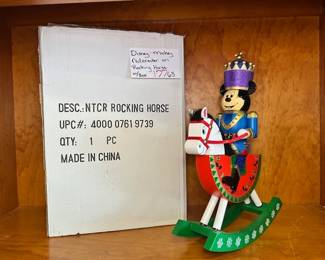 Disney Mickey
Nutcracker on
Rocking Horse
w/Box
DESC.:NTCR ROCKING HORSE
UPC#: 4000 0761 9739
QTY: 1 PC
MADE IN CHINA